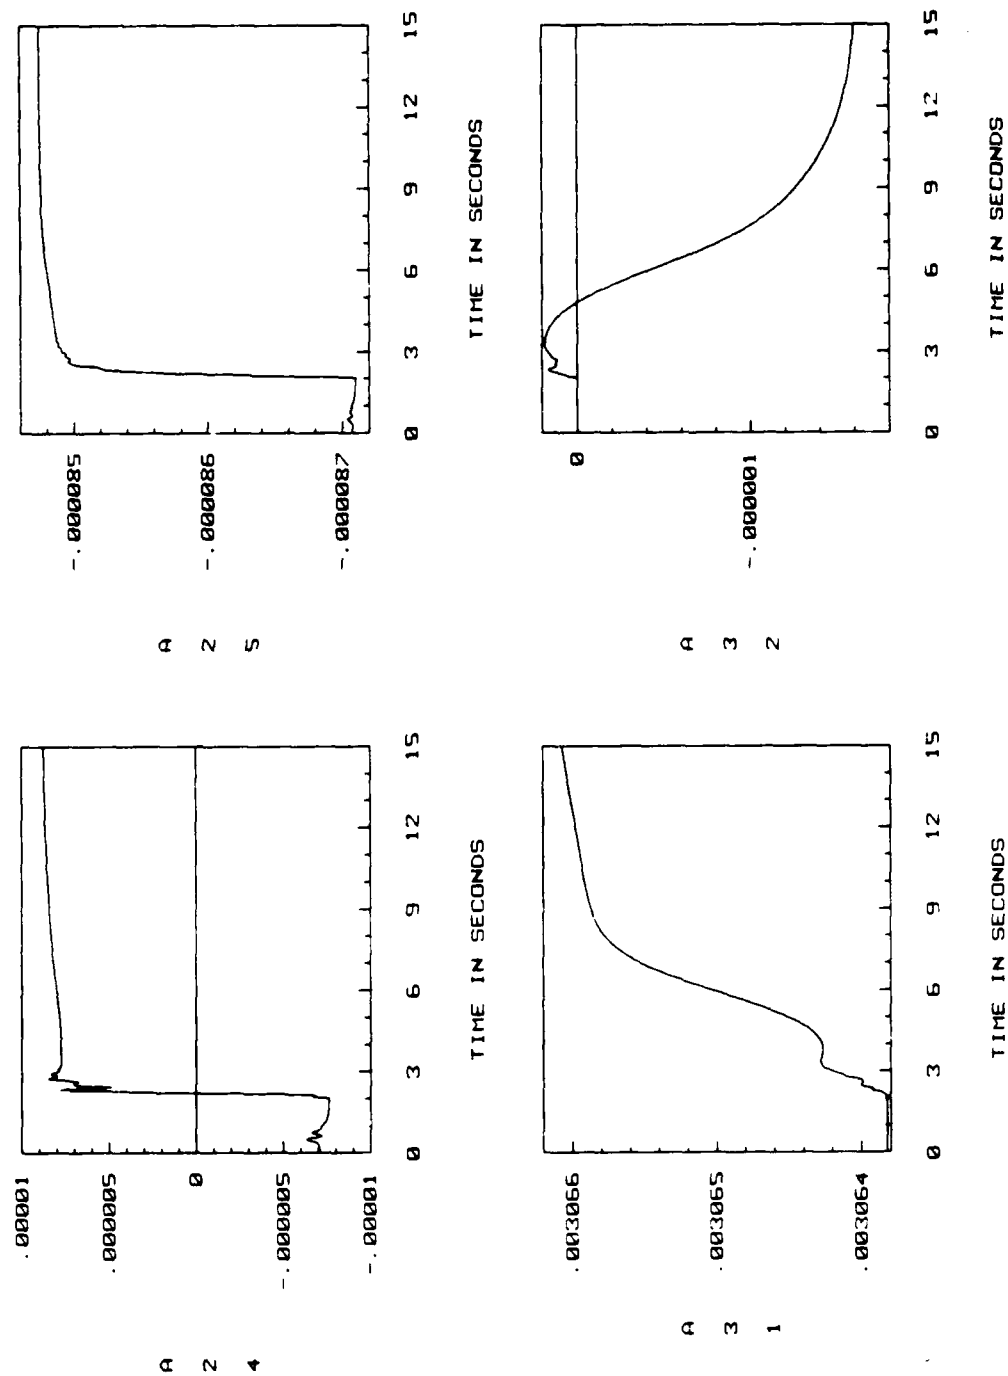 A 2 4
.000001
.000005
0
-.000005
-.000001
0 3 6 9 12 15
TIME IN SECONDS
A 2 5
-.000085
-.000086
-.000087
0 3 6 9 12 15
TIME IN SECONDS
A 3 1
.003066
.003065
.003064
0 3 6 9 12 15
TIME IN SECONDS
A 3 2
0
-.000001
0 3 6 9 12 15
TIME IN SECONDS